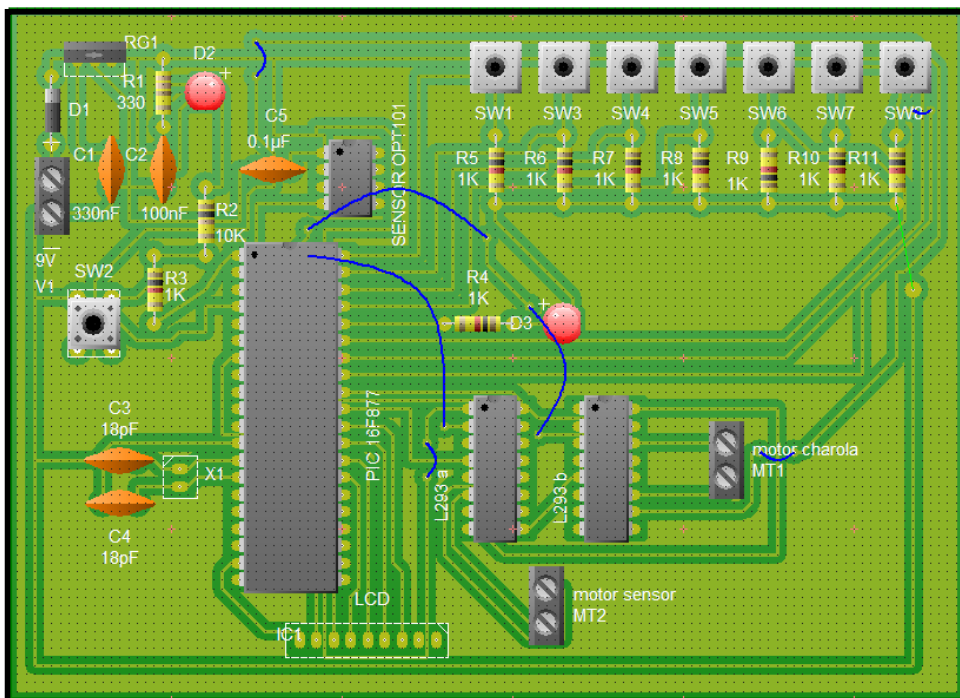 RG1
D2
+
R1
330
D1
C5
0.1µF
SENSOR OPT101
SW1
SW3
SW4
SW5
SW6
SW7
SW8
C1
C2
330nF
100nF
R5
1K
R6
1K
R7
1K
R8
1K
R9
1K
R10
1K
R11
1K
R2
10K
9V
V1
SW2
R3
1K
R4
1K
+
D3
PIC 16F877
C3
18pF
X1
C4
18pF
L293 a
L293 b
motor charola
MT1
motor sensor
MT2
LCD
IC1